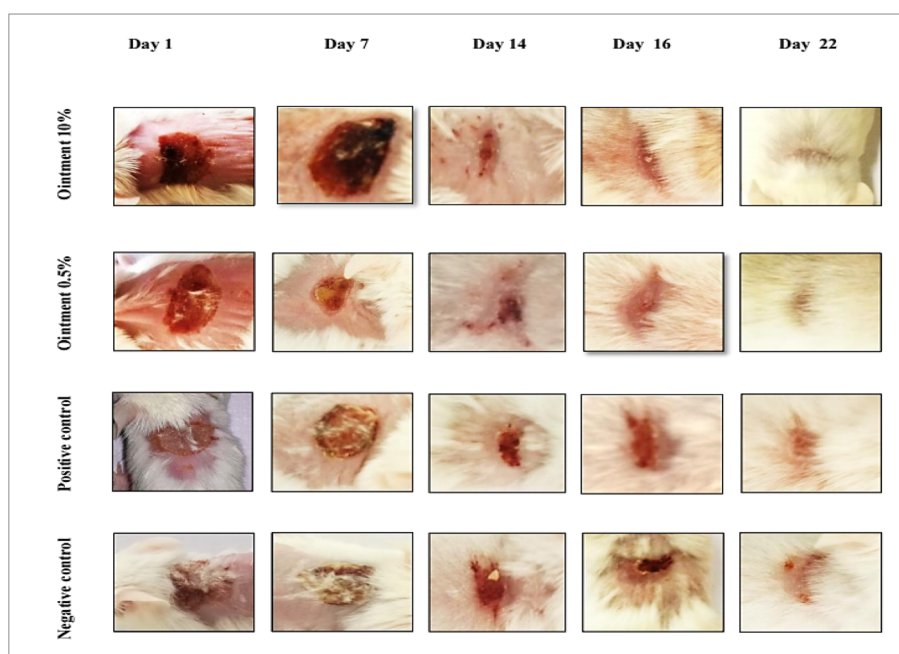 Day 1 Day 7 Day 14 Day 16 Day 22
Ointment 10%
Ointment 0.5%
Positive control
Negative control